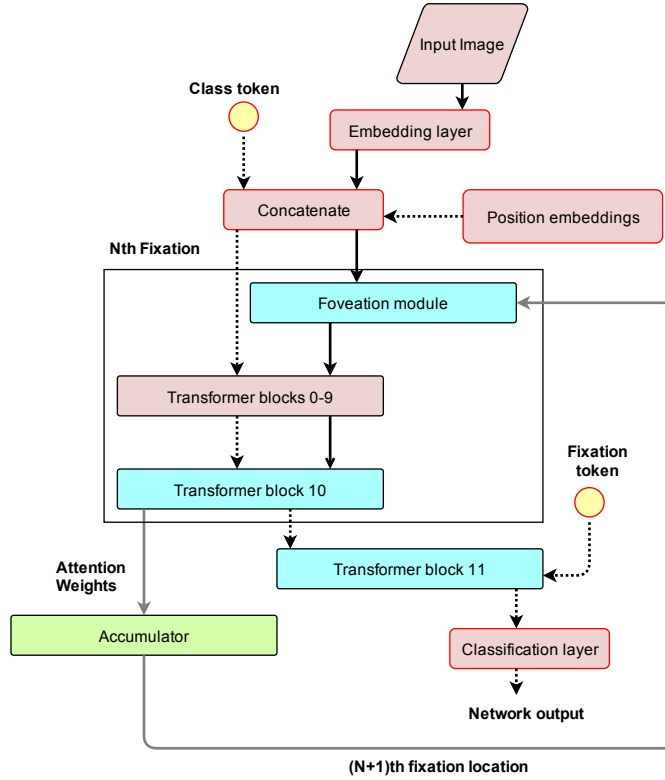 Input Image
Class token
Embedding layer
Concatenate
Position embeddings
Nth Fixation
Foveation module
Transformer blocks 0-9
Fixation
token
Transformer block 10
Attention
Weights
Transformer block 11
Accumulator
Classification layer
Network output
(N+1)th fixation location